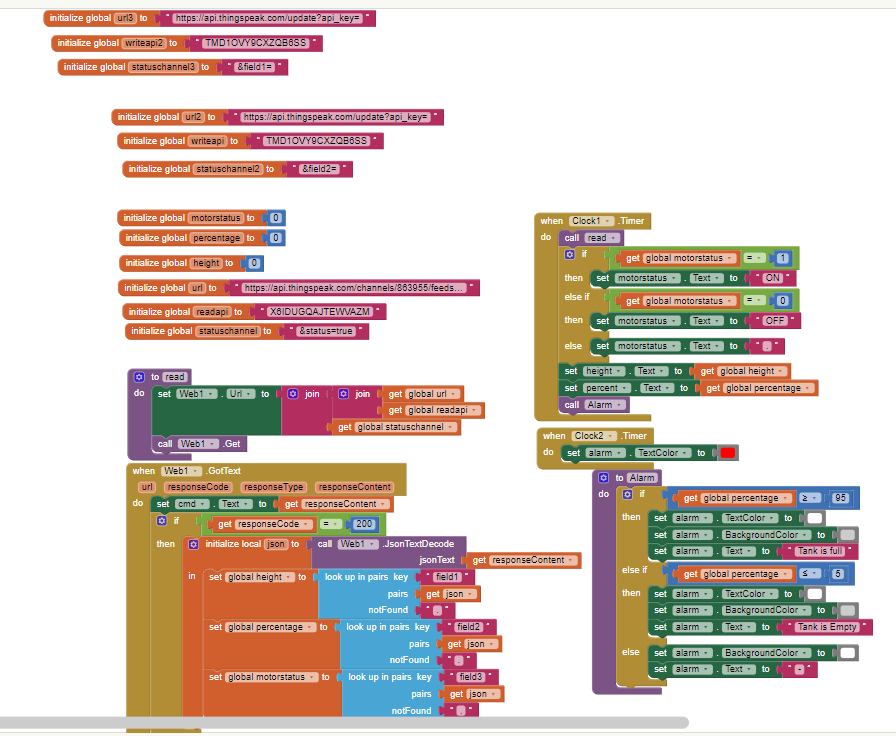 initialize global url3 to " https://api.thingspeak.com/update?api_key= "
initialize global writeapi2 to " TMD1OVY9CXZQB6SS "
initialize global statuschannel3 to " &field1= "
initialize global url2 to " https://api.thingspeak.com/update?api_key= "
initialize global writeapi to " TMD1OVY9CXZQB6SS "
initialize global statuschannel2 to " &field2= "
initialize global motorstatus to 0
initialize global percentage to 0
initialize global height to 0
initialize global url to " https://api.thingspeak.com/channels/863955/feeds... "
initialize global readapi to " X6IDUGQAJTEWVAZM "
initialize global statuschannel to " &status=true "
to read
do set Web1 . Url to join join get global url
get global readapi
get global statuschannel
call Web1 .Get
when Web1 .GotText
url responseCode responseType responseContent
do set cmd . Text to get responseContent
if get responseCode = 200
then initialize local json to call Web1 .JsonTextDecode
jsonText get responseContent
in set global height to look up in pairs key " field1 "
pairs get json
notFound " . "
set global percentage to look up in pairs key " field2 "
pairs get json
notFound " . "
set global motorstatus to look up in pairs key " field3 "
pairs get json
notFound " . "
when Clock1 .Timer
do call read
if get global motorstatus = 1
then set motorstatus . Text to " ON "
else if get global motorstatus = 0
then set motorstatus . Text to " OFF "
else set motorstatus . Text to " . "
set height . Text to get global height
set percent . Text to get global percentage
call Alarm
when Clock2 .Timer
do set alarm . TextColor to
to Alarm
do if get global percentage ≥ 95
then set alarm . TextColor to
set alarm . BackgroundColor to
set alarm . Text to " Tank is full "
else if get global percentage ≤ 5
then set alarm . TextColor to
set alarm . BackgroundColor to
set alarm . Text to " Tank is Empty "
else set alarm . BackgroundColor to
set alarm . Text to " - "